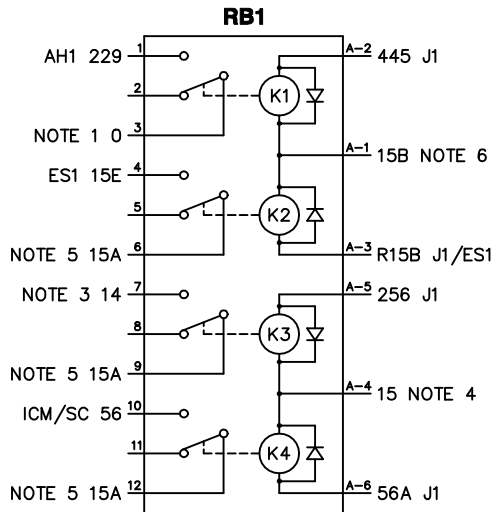 RB1
AH1 229 1 A-2 445 J1
2 K1
NOTE 1 0 3 A-1 15B NOTE 6
ES1 15E 4
5 K2
NOTE 5 15A 6 A-3 R15B J1/ES1
NOTE 3 14 7 A-5 256 J1
8 K3
NOTE 5 15A 9 A-4 15 NOTE 4
ICM/SC 56 10
11 K4
NOTE 5 15A 12 A-6 56A J1